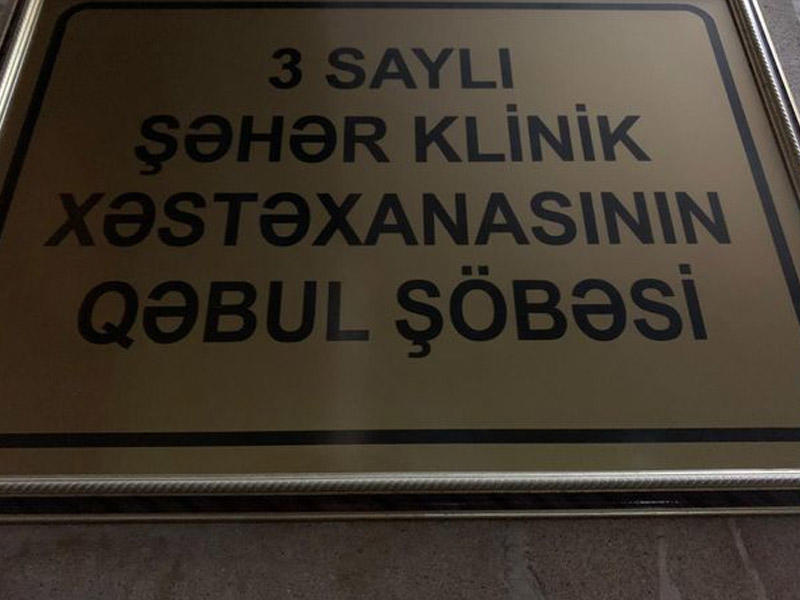 3 SAYLI
ŞƏHƏR KLİNİK
XƏSTƏXANASININ
QƏBUL ŞÖBƏSİ